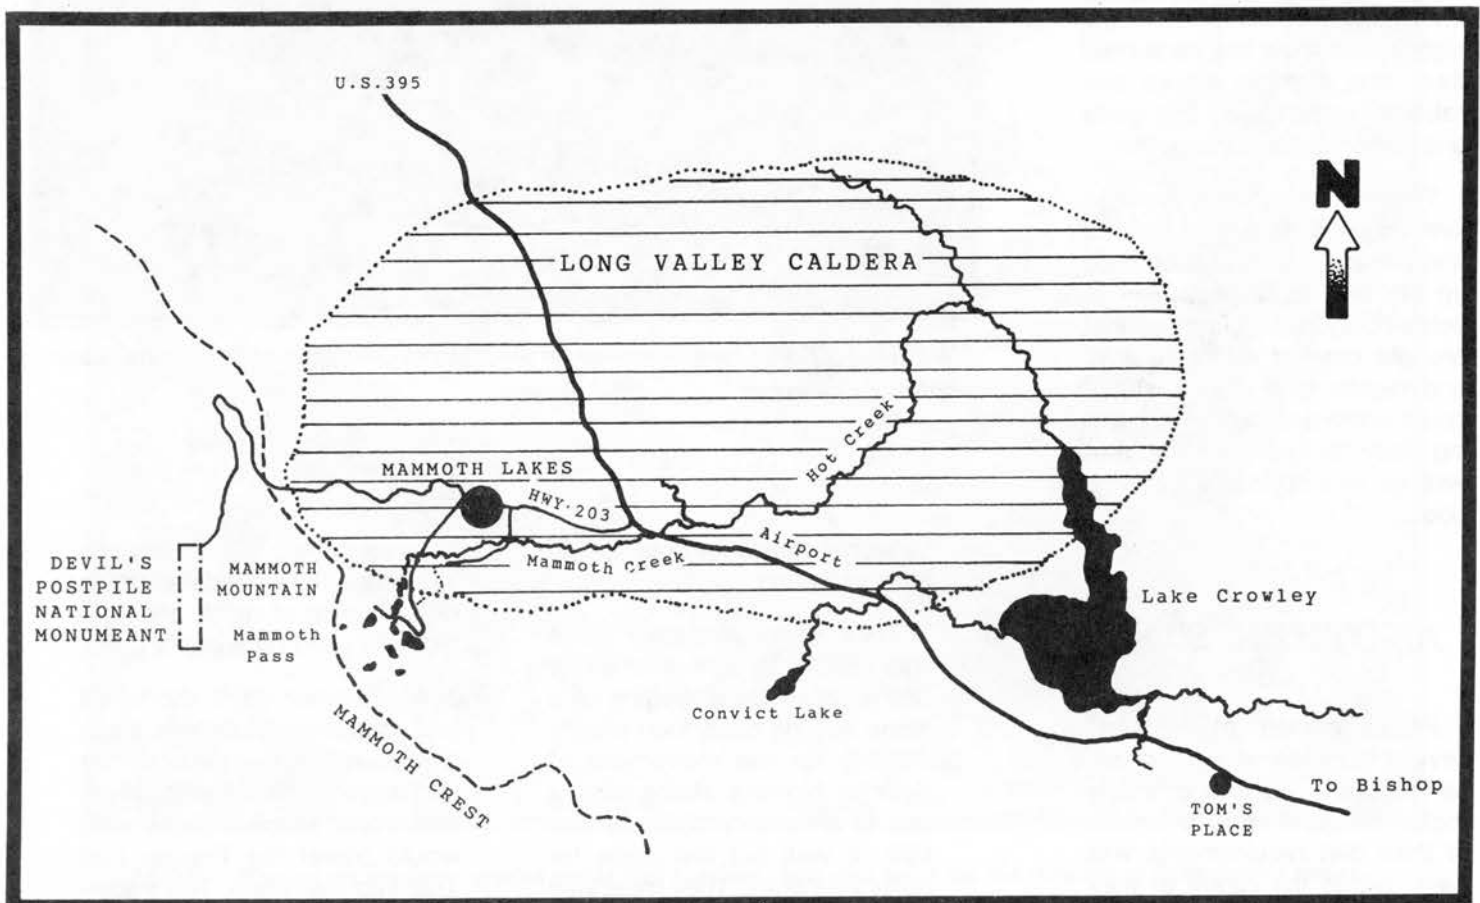 U.S.395
N
LONG VALLEY CALDERA
Hot Creek
MAMMOTH LAKES
HWY·203
Airport
Mammoth Creek
DEVIL'S
POSTPILE
NATIONAL
MONUMEANT
MAMMOTH
MOUNTAIN
Mammoth
Pass
Lake Crowley
Convict Lake
MAMMOTH CREST
To Bishop
TOM'S
PLACE